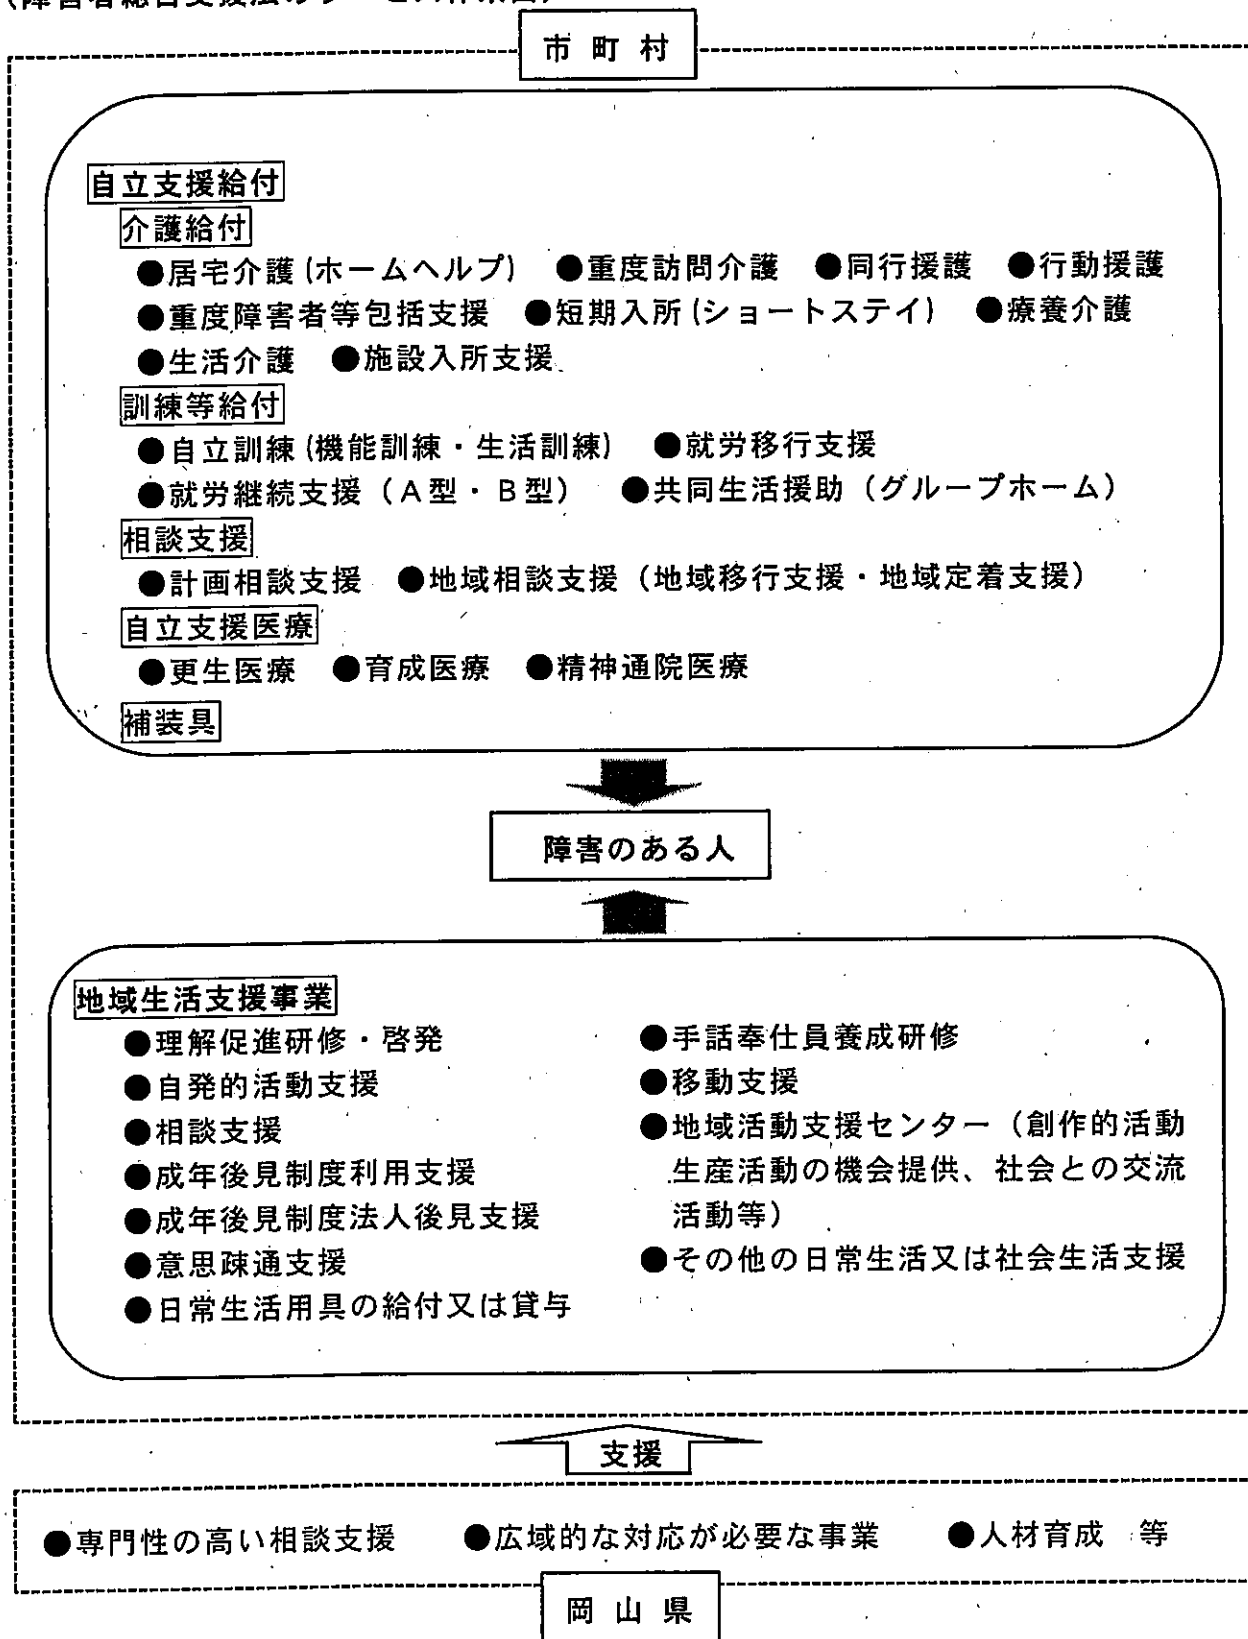 市 町 村
自立支援給付
介護給付
●居宅介護(ホームヘルプ) ●重度訪問介護 ●同行援護 ●行動援護
●重度障害者等包括支援 ●短期入所(ショートステイ) ●療養介護
●生活介護 ●施設入所支援
訓練等給付
●自立訓練(機能訓練・生活訓練) ●就労移行支援
●就労継続支援(A型・B型) ●共同生活援助(グループホーム)
相談支援
●計画相談支援 ●地域相談支援(地域移行支援・地域定着支援)
自立支援医療
●更生医療 ●育成医療 ●精神通院医療
補装具
障害のある人
地域生活支援事業
●理解促進研修・啓発
●自発的活動支援
●相談支援
●成年後見制度利用支援
●成年後見制度法人後見支援
●意思疎通支援
●日常生活用具の給付又は貸与
●手話奉仕員養成研修
●移動支援
●地域活動支援センター(創作的活動
生産活動の機会提供、社会との交流
活動等)
●その他の日常生活又は社会生活支援
支援
●専門性の高い相談支援 ●広域的な対応が必要な事業 ●人材育成 等
岡 山 県